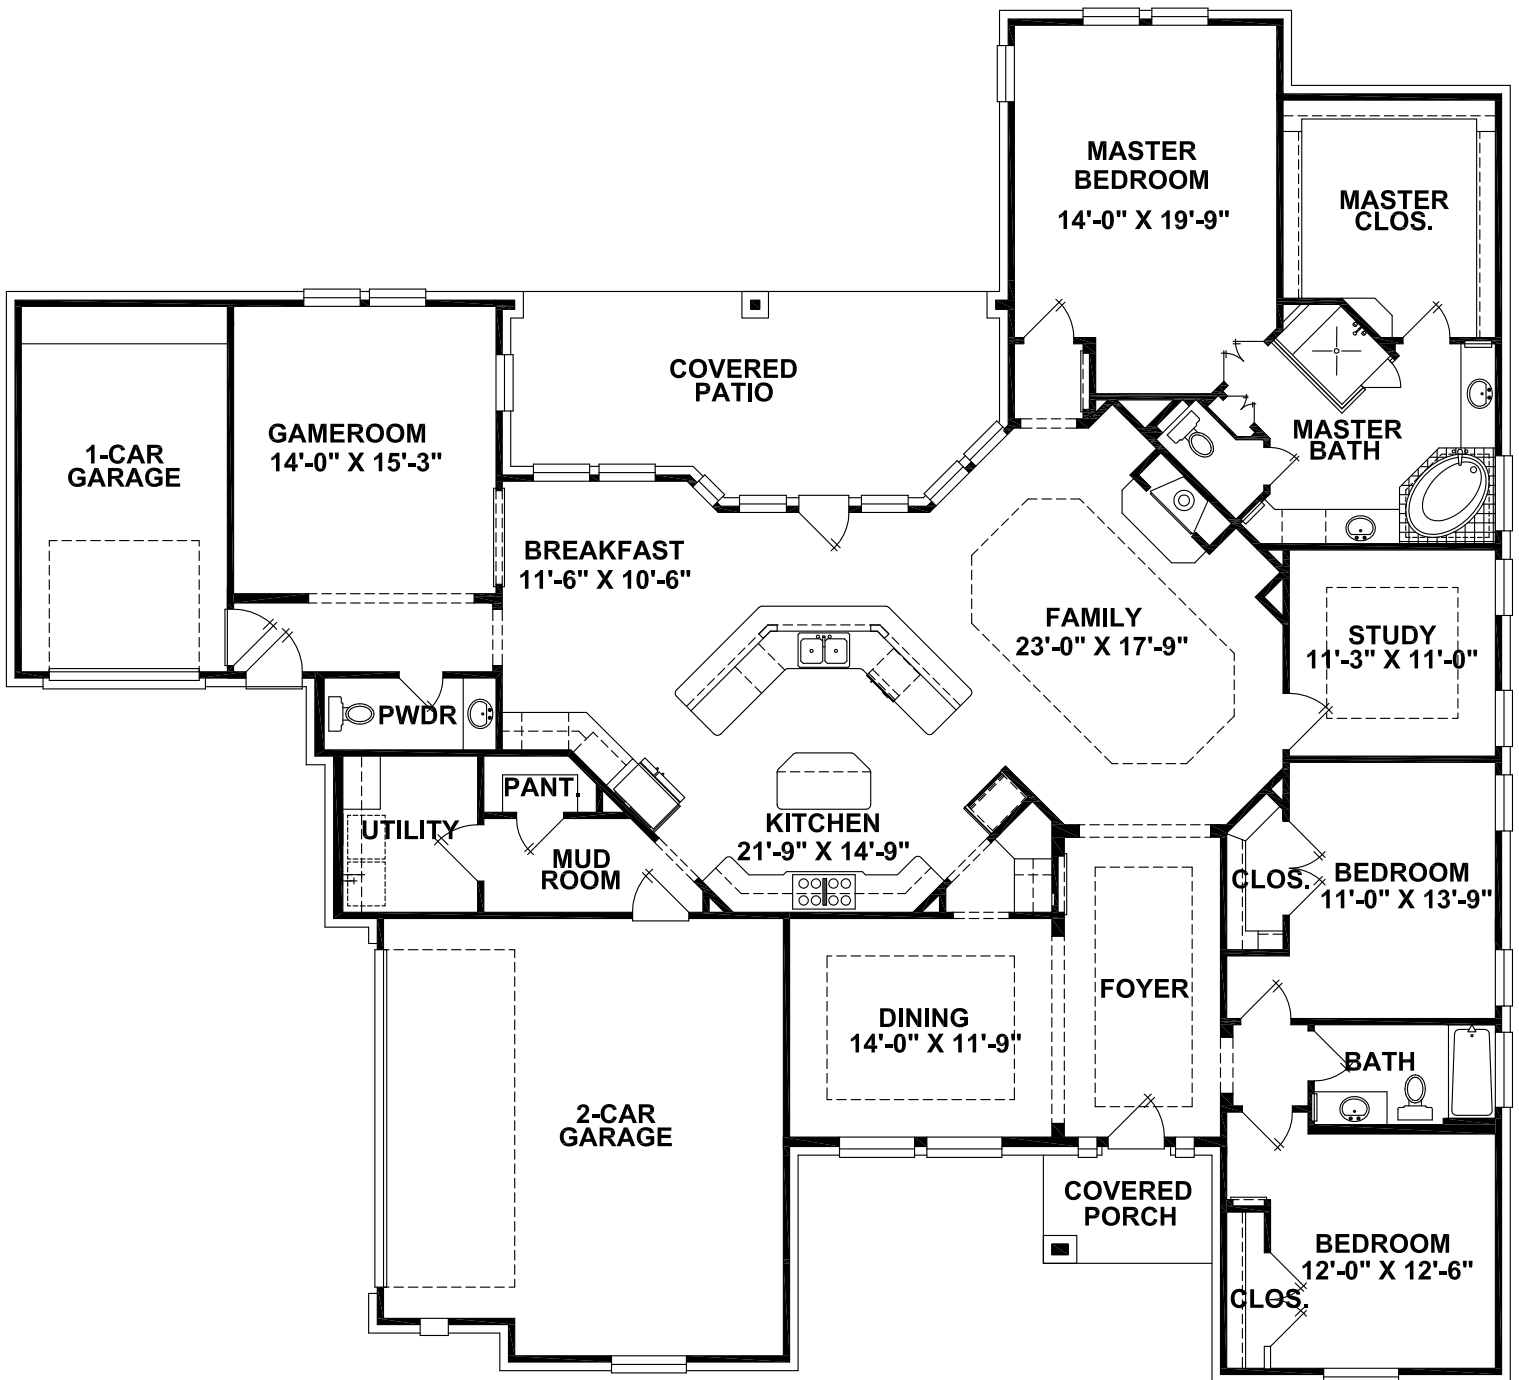 MASTER
BEDROOM
14'-0" X 19'-9"
MASTER
CLOS.
COVERED
PATIO
GAMEROOM
14'-0" X 15'-3"
1-CAR
GARAGE
MASTER
BATH
BREAKFAST
11'-6" X 10'-6"
FAMILY
23'-0" X 17'-9"
STUDY
11'-3" X 11'-0"
PWDR
PANT.
UTILITY
MUD
ROOM
KITCHEN
21'-9" X 14'-9"
CLOS.
BEDROOM
11'-0" X 13'-9"
FOYER
DINING
14'-0" X 11'-9"
BATH
2-CAR
GARAGE
COVERED
PORCH
BEDROOM
12'-0" X 12'-6"
CLOS.